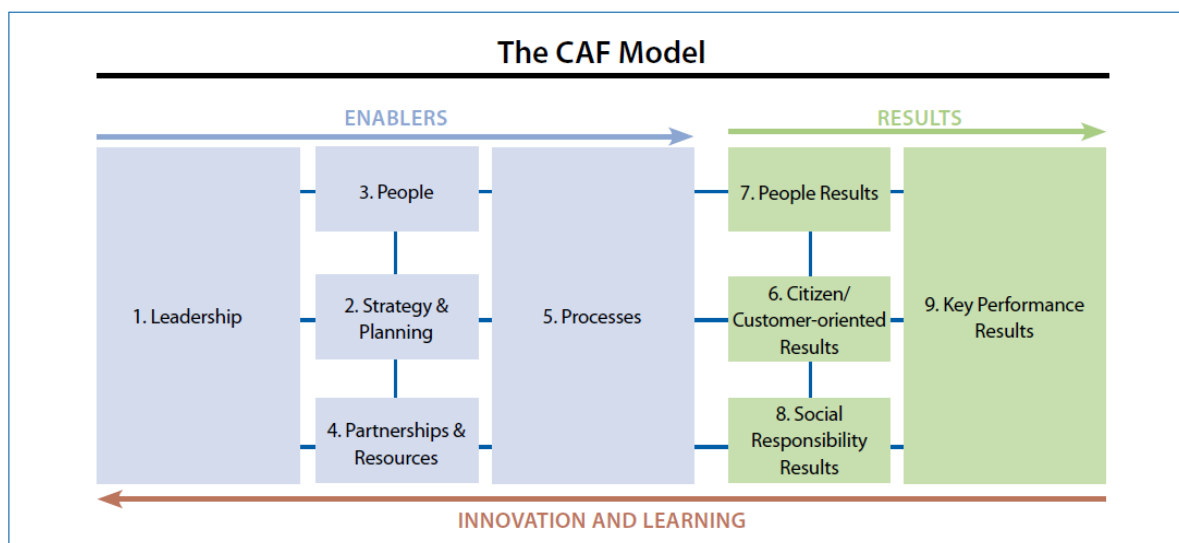 The CAF Model
ENABLERS
RESULTS
1. Leadership
3. People
2. Strategy &
Planning
4. Partnerships &
Resources
5. Processes
7. People Results
6. Citizen/
Customer-oriented
Results
8. Social
Responsibility
Results
9. Key Performance
Results
INNOVATION AND LEARNING